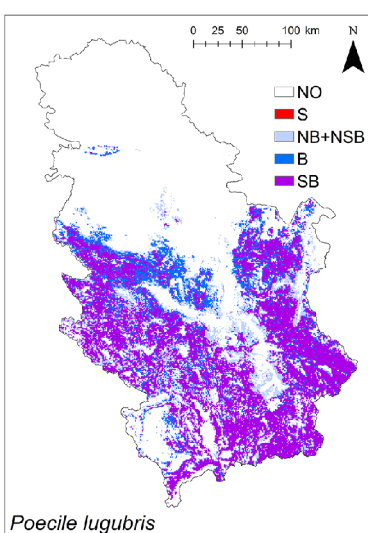 0 25 50 100 km
N
NO
S
NB+NSB
B
SB
Poecile lugubris